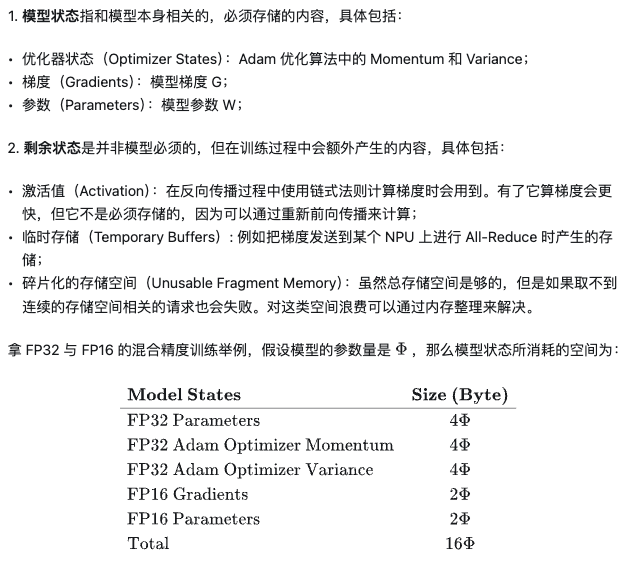 1. 模型状态指和模型本身相关的，必须存储的内容，具体包括：
• 优化器状态（Optimizer States）：Adam 优化算法中的 Momentum 和 Variance；
• 梯度（Gradients）：模型梯度 G；
• 参数（Parameters）：模型参数 W；
2. 剩余状态是并非模型必须的，但在训练过程中会额外产生的内容，具体包括：
• 激活值（Activation）：在反向传播过程中使用链式法则计算梯度时会用到。有了它算梯度会更
快，但它不是必须存储的，因为可以通过重新前向传播来计算；
• 临时存储（Temporary Buffers）: 例如把梯度发送到某个 NPU 上进行 All-Reduce 时产生的存
储；
• 碎片化的存储空间（Unusable Fragment Memory）：虽然总存储空间是够的，但是如果取不到
连续的存储空间相关的请求也会失败。对这类空间浪费可以通过内存整理来解决。
拿 FP32 与 FP16 的混合精度训练举例，假设模型的参数量是 Φ ，那么模型状态所消耗的空间为：
Model States Size (Byte)
FP32 Parameters 4Φ
FP32 Adam Optimizer Momentum 4Φ
FP32 Adam Optimizer Variance 4Φ
FP16 Gradients 2Φ
FP16 Parameters 2Φ
Total 16Φ